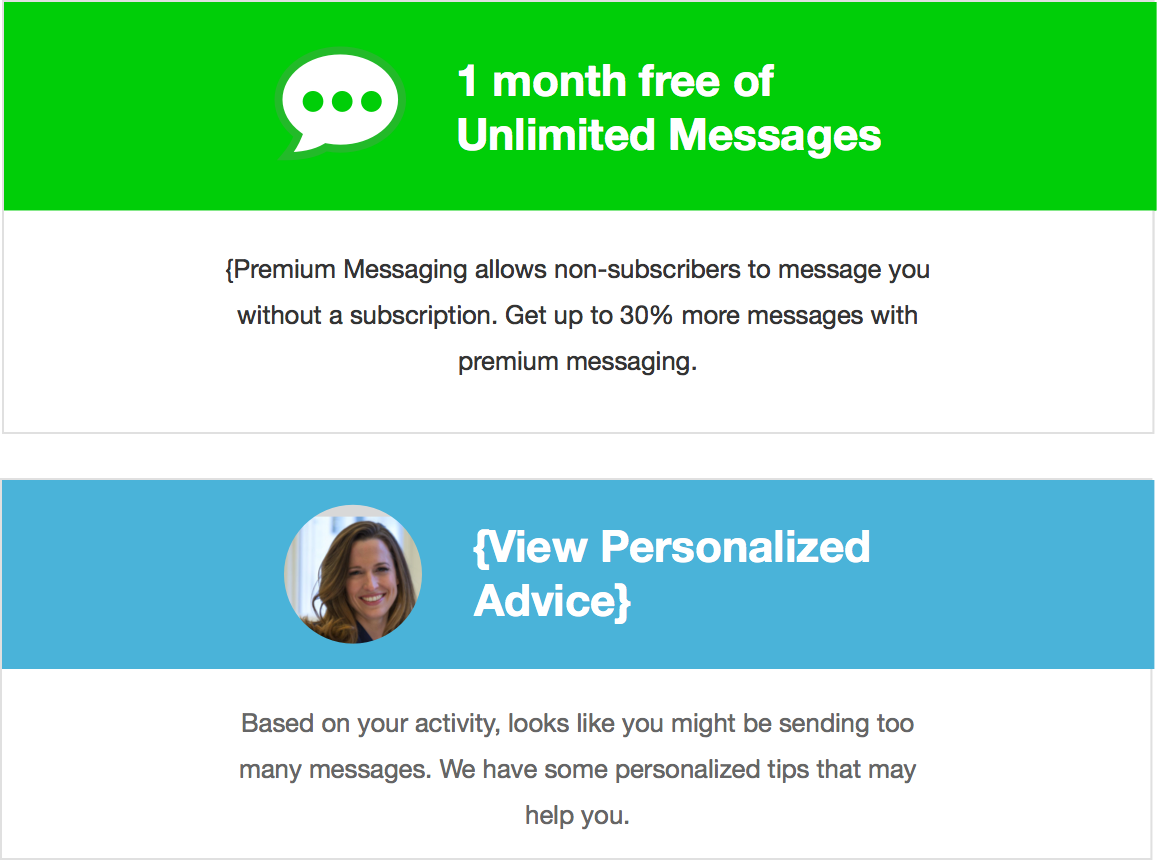 1 month free of
Unlimited Messages
{Premium Messaging allows non-subscribers to message you
without a subscription. Get up to 30% more messages with
premium messaging.
{View Personalized
Advice}
Based on your activity, looks like you might be sending too
many messages. We have some personalized tips that may
help you.